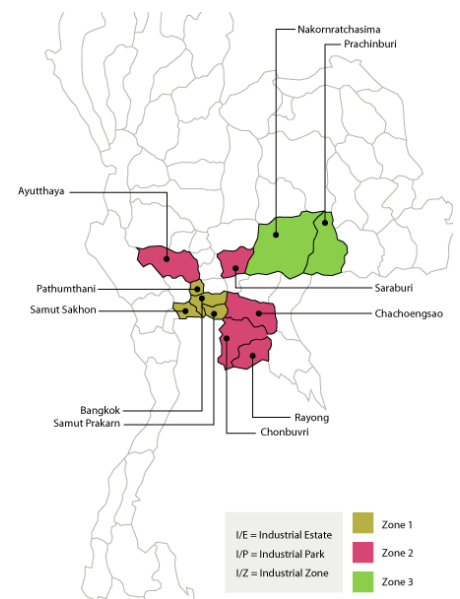 Nakornratchasima
Prachinburi
Ayutthaya
Pathumthani
Saraburi
Samut Sakhon
Chachoengsao
Bangkok
Rayong
Samut Prakarn
Chonbuvri
I/E = Industrial Estate
I/P = Industrial Park
I/Z = Industrial Zone
Zone 1
Zone 2
Zone 3